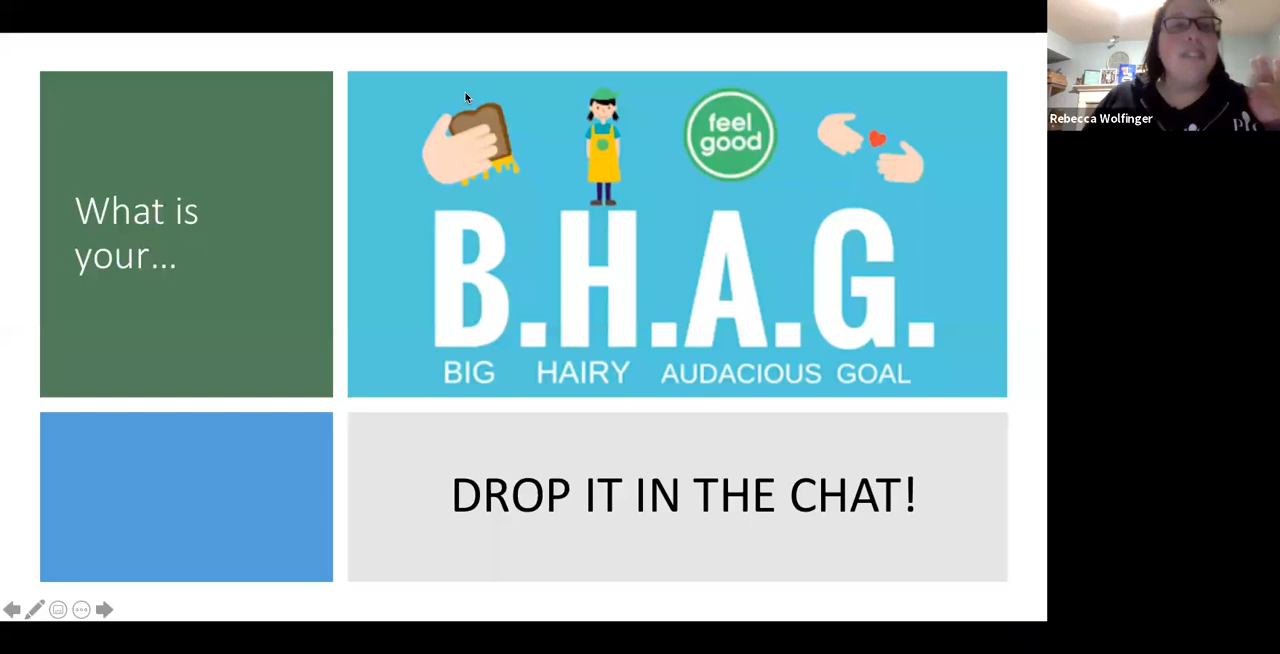 What is
your...
feel
good
B.H.A.G.
BIG HAIRY AUDACIOUS GOAL
DROP IT IN THE CHAT!
Rebecca Wolfinger